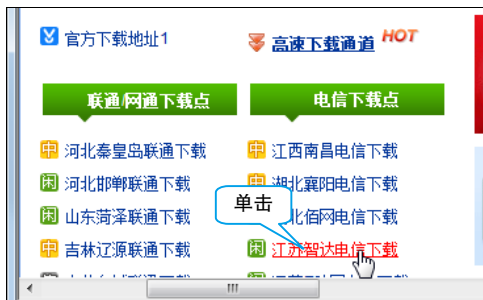 官方下载地址1
高速下载通道 HOT
联通/网通下载点
电信下载点
中 河北秦皇岛联通下载
中 江西南昌电信下载
闲 河北邯郸联通下载
中 湖北襄阳电信下载
闲 山东菏泽联通下载
单击
北佰网电信下载
中 吉林辽源联通下载
闲 江苏智达电信下载